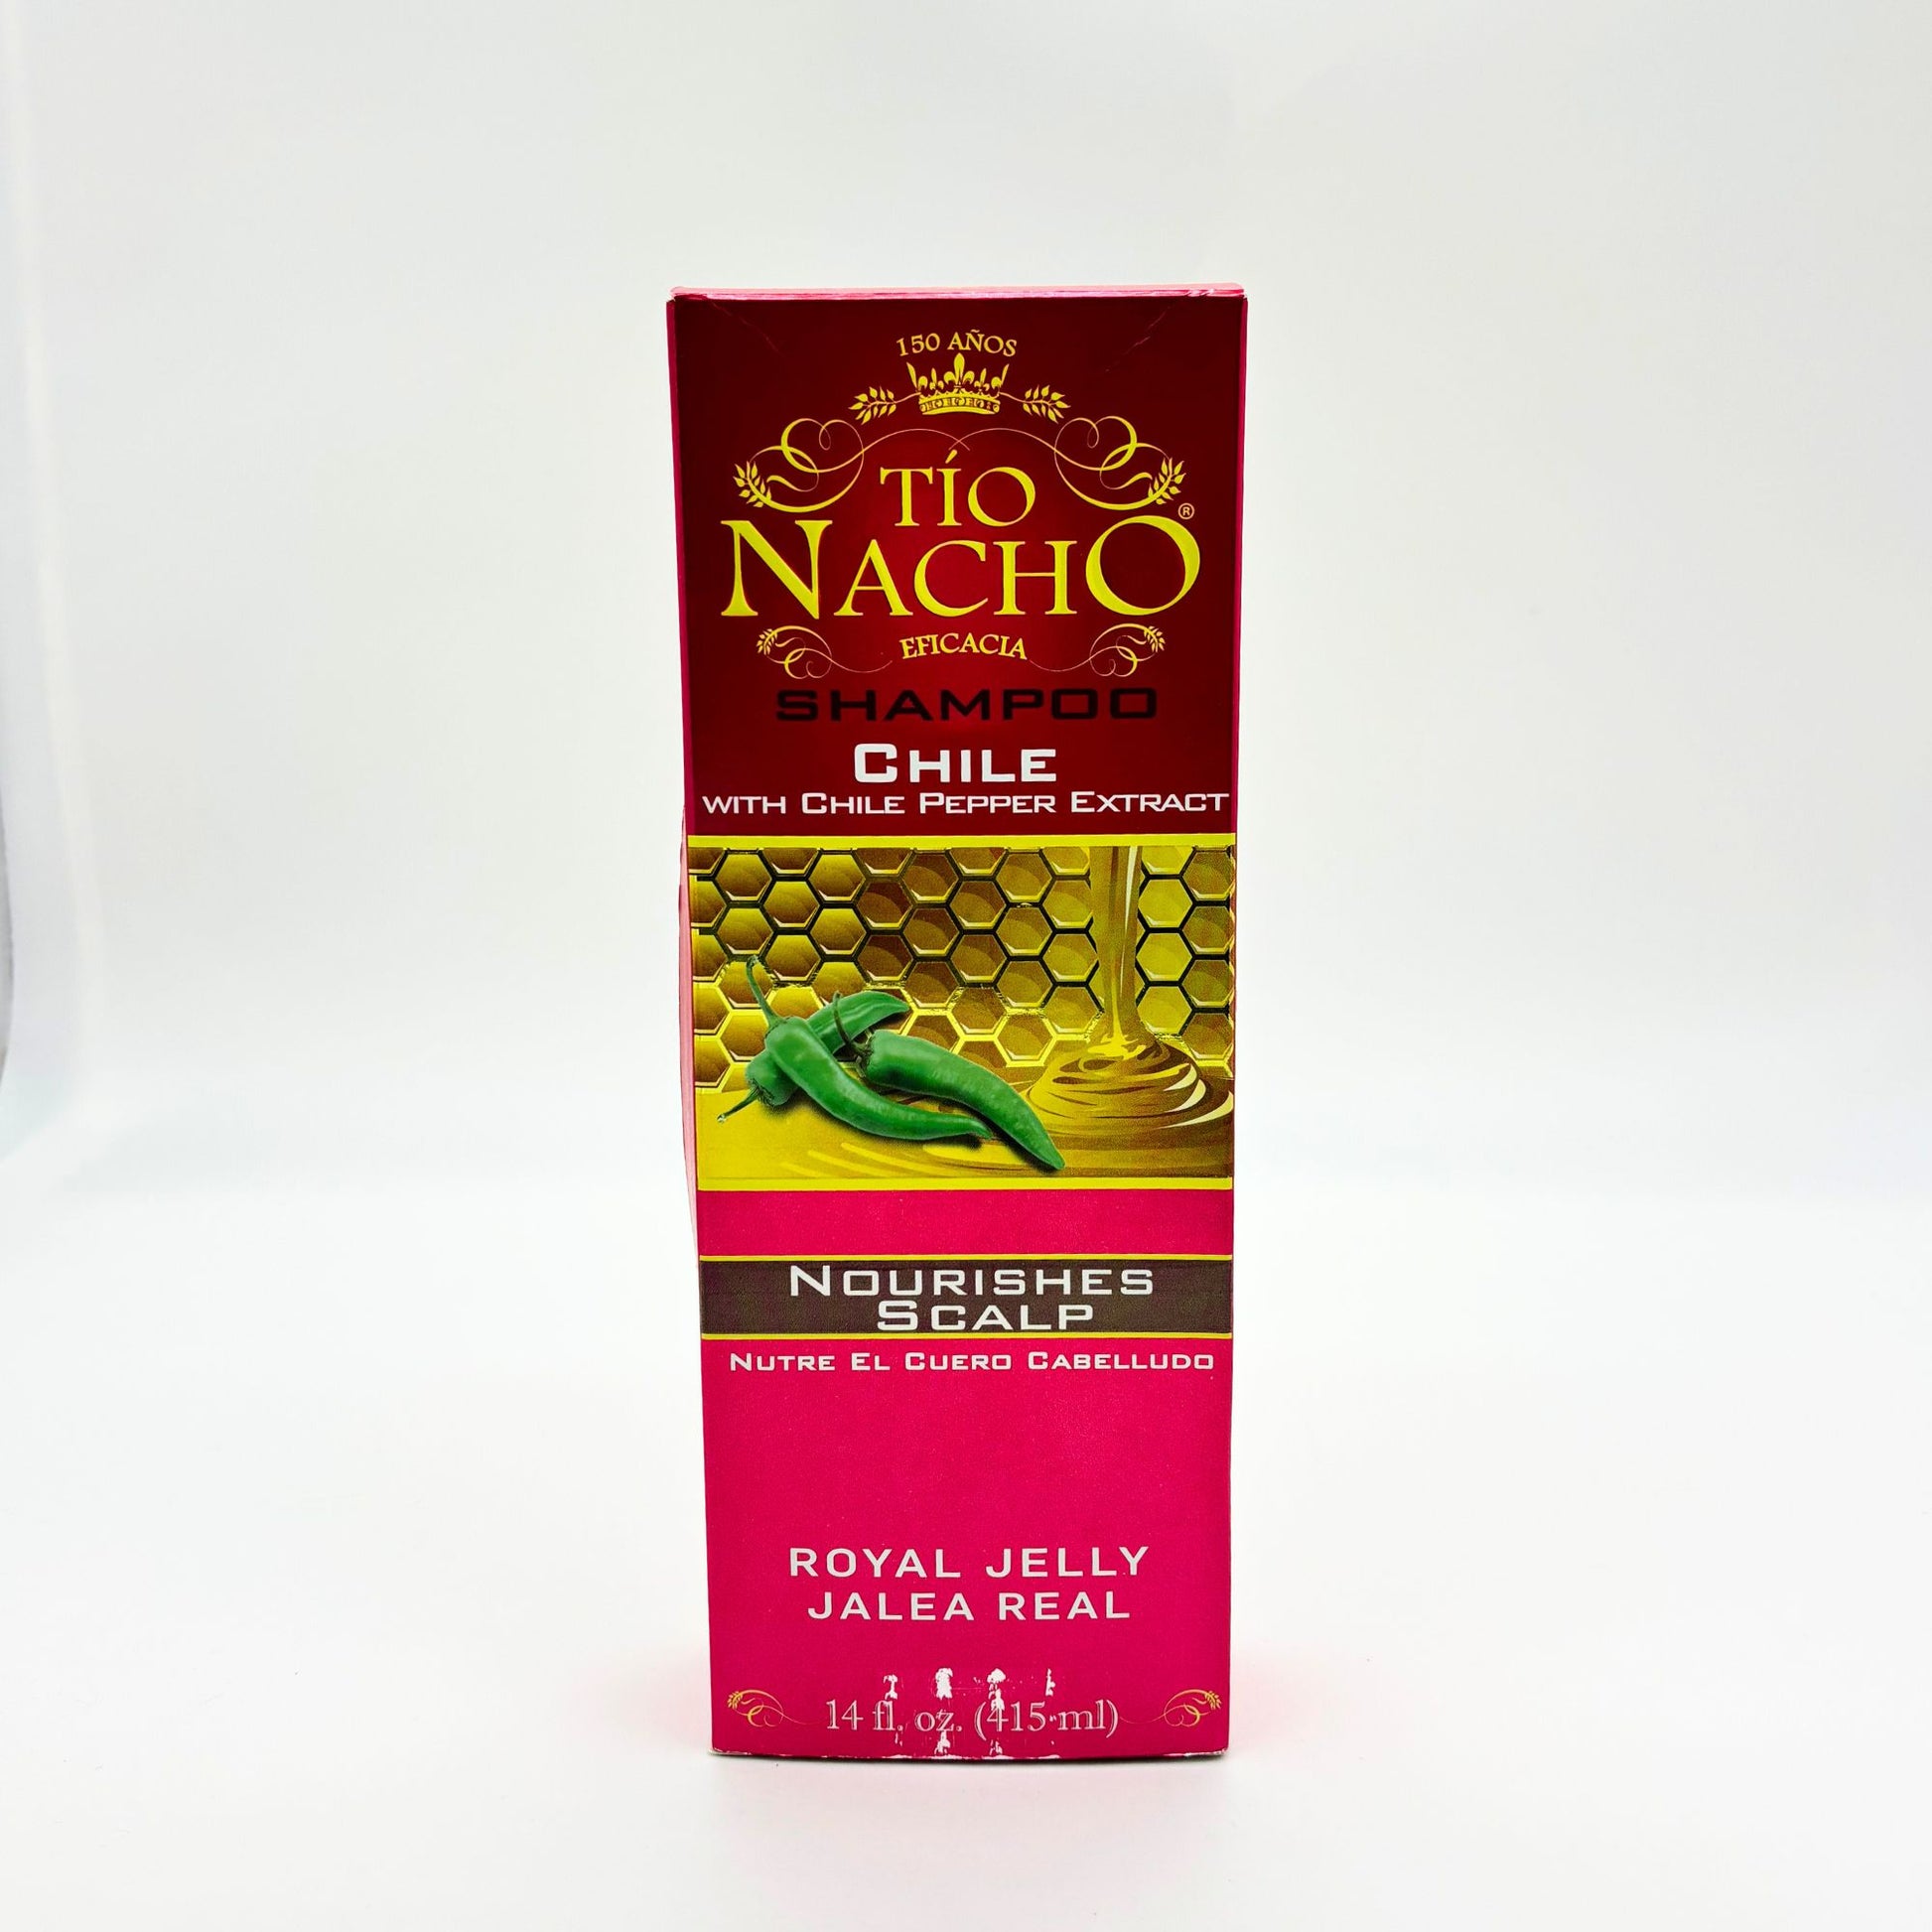 150 AÑOS
TÍO
NACHO®
EFICACIA
SHAMPOO
CHILE
WITH CHILE PEPPER EXTRACT
NOURISHES
SCALP
NUTRE EL CUERO CABELLUDO
ROYAL JELLY
JALEA REAL
14 fl. oz. (415 ml)